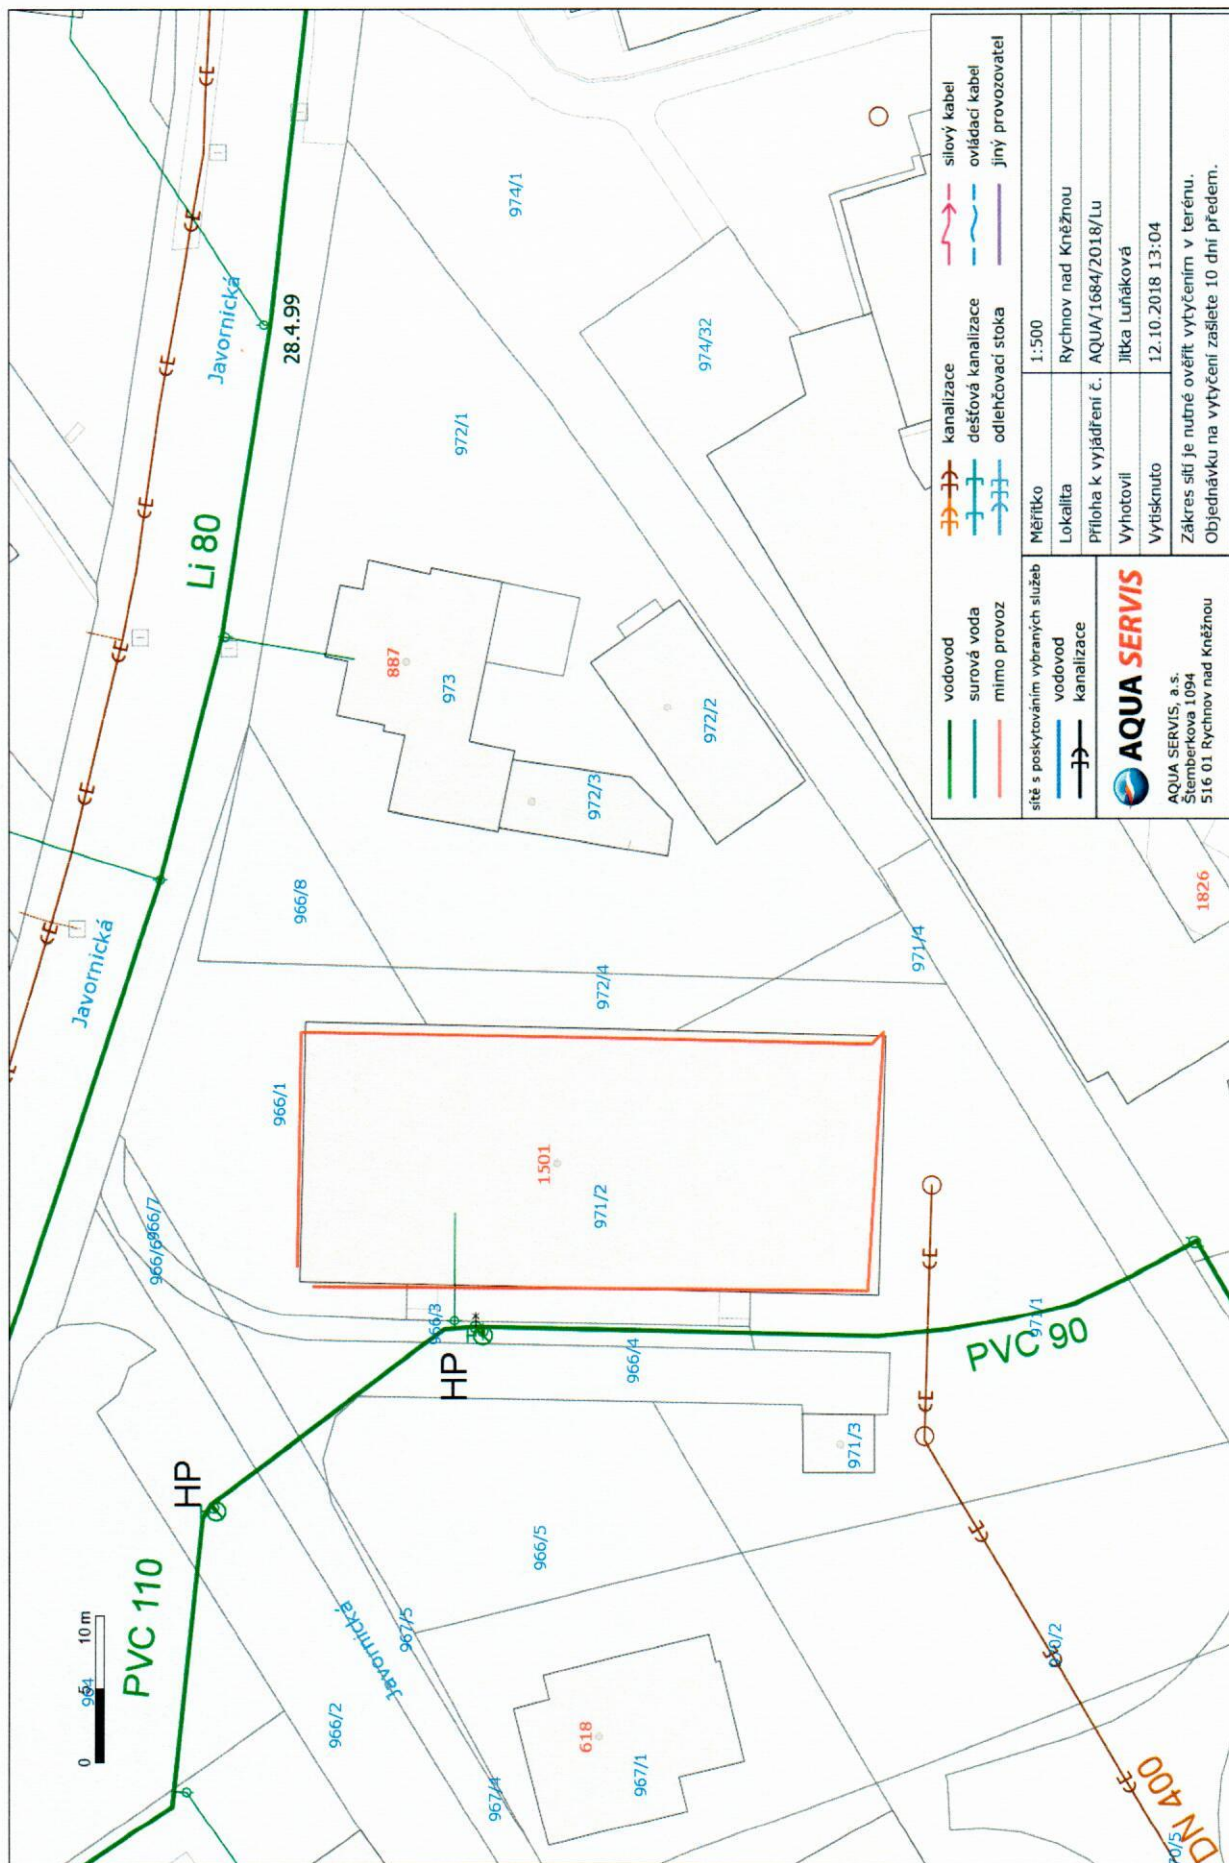 0
5
10 m
964
PVC 110
HP
HP
PVC 90
Li 80
28.4.99
DN 400
Javornická
Javornická
Javornická
966/2
967/4
967/5
966/5
618
967/1
966/6
966/7
966/1
966/3
966/4
971/3
971/1
1501
971/2
966/8
972/4
971/4
887
973
972/3
972/2
972/1
974/1
974/32
1826
vodovod
surová voda
mimo provoz
kanalizace
dešťová kanalizace
odlehčovací stoka
silový kabel
ovládací kabel
jiný provozovatel
sítě s poskytováním vybraných služeb
vodovod
kanalizace
AQUA SERVIS
AQUA SERVIS, a.s.
Štemberkova 1094
516 01 Rychnov nad Kněžnou
Měřítko 1:500
Lokalita Rychnov nad Kněžnou
Příloha k vyjádření č. AQUA/1684/2018/Lu
Vyhotovil Jitka Luňáková
Vytisknuto 12.10.2018 13:04
Zákres sítí je nutné ověřit vytyčením v terénu.
Objednávku na vytyčení zašlete 10 dní předem.